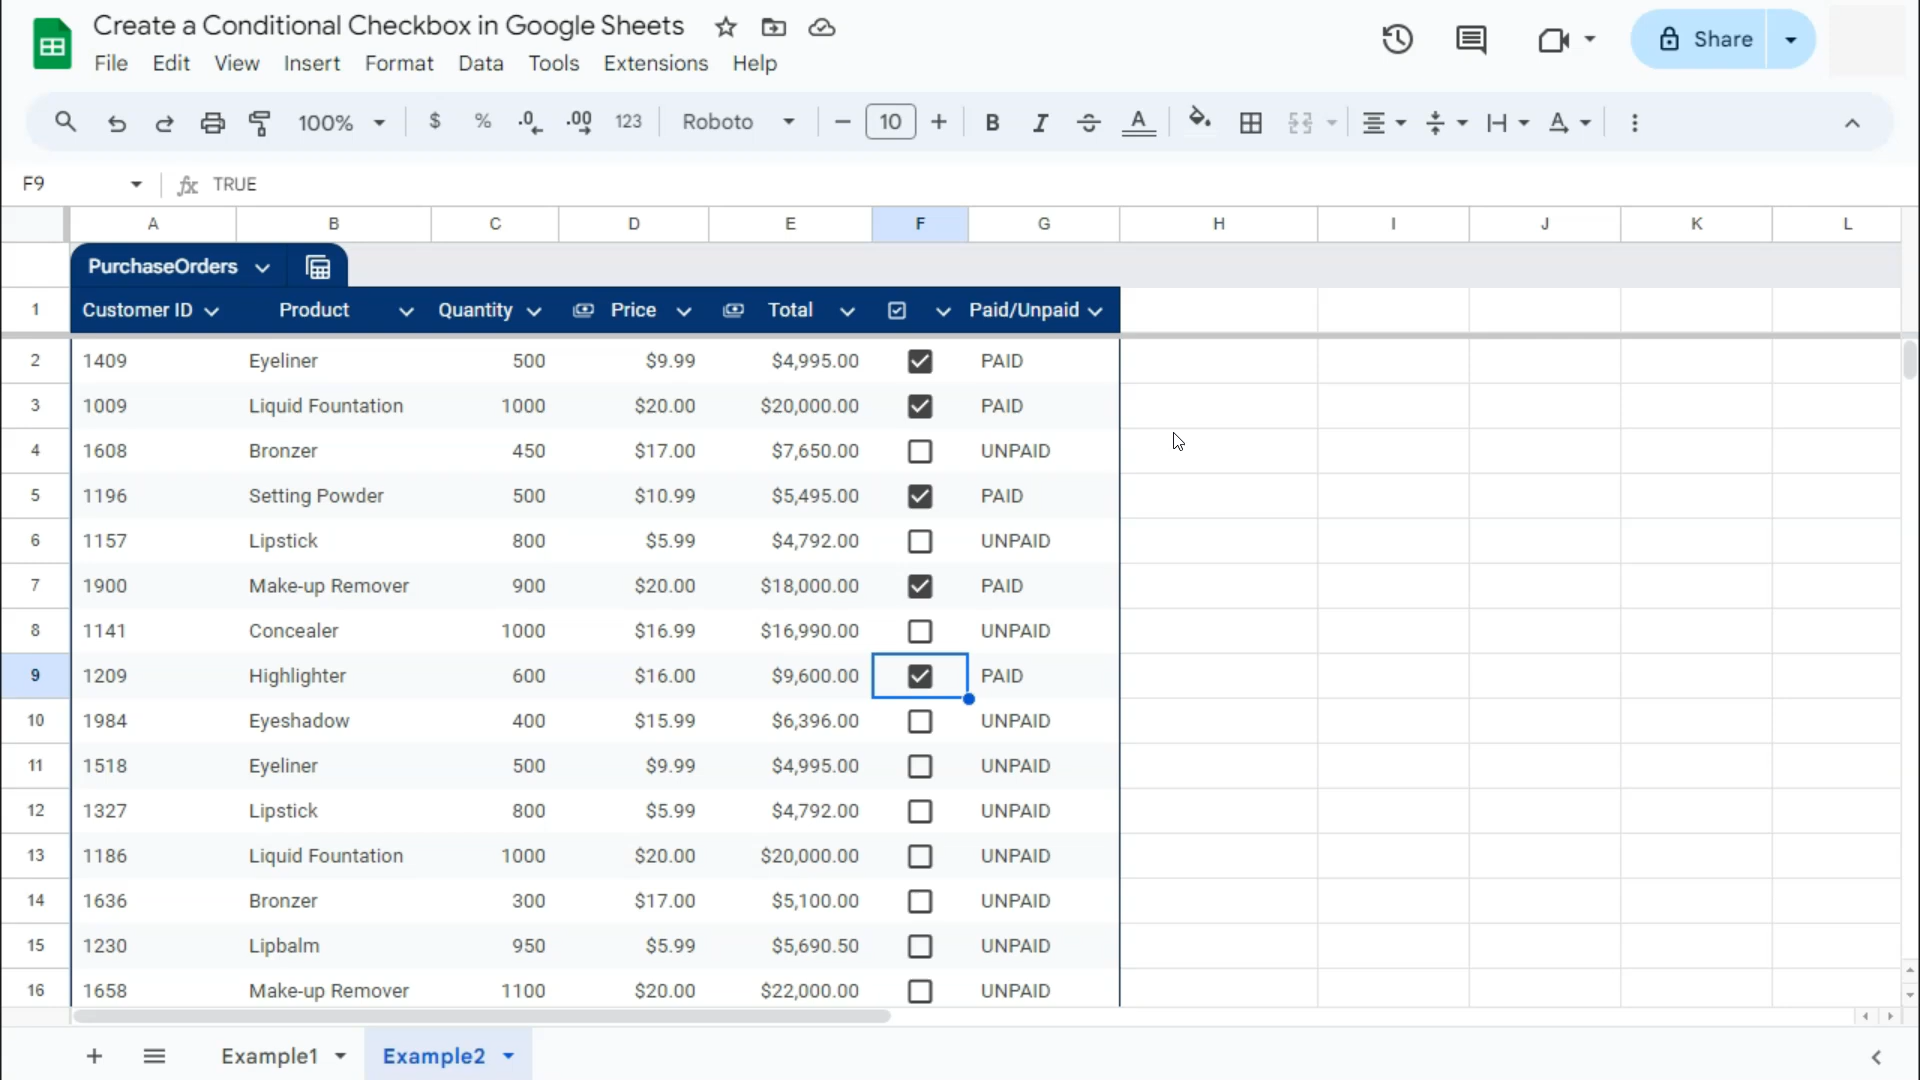 Create a Conditional Checkbox in Google Sheets
File Edit View Insert Format Data Tools Extensions Help
Share
100% $ % .0 .00 123 Roboto 10 B I A
F9 fx TRUE
A B C D E F G H I J K L
PurchaseOrders
1 Customer ID Product Quantity Price Total Paid/Unpaid
2 1409 Eyeliner 500 $9.99 $4,995.00 PAID
3 1009 Liquid Fountation 1000 $20.00 $20,000.00 PAID
4 1608 Bronzer 450 $17.00 $7,650.00 UNPAID
5 1196 Setting Powder 500 $10.99 $5,495.00 PAID
6 1157 Lipstick 800 $5.99 $4,792.00 UNPAID
7 1900 Make-up Remover 900 $20.00 $18,000.00 PAID
8 1141 Concealer 1000 $16.99 $16,990.00 UNPAID
9 1209 Highlighter 600 $16.00 $9,600.00 PAID
10 1984 Eyeshadow 400 $15.99 $6,396.00 UNPAID
11 1518 Eyeliner 500 $9.99 $4,995.00 UNPAID
12 1327 Lipstick 800 $5.99 $4,792.00 UNPAID
13 1186 Liquid Fountation 1000 $20.00 $20,000.00 UNPAID
14 1636 Bronzer 300 $17.00 $5,100.00 UNPAID
15 1230 Lipbalm 950 $5.99 $5,690.50 UNPAID
16 1658 Make-up Remover 1100 $20.00 $22,000.00 UNPAID
Example1 Example2